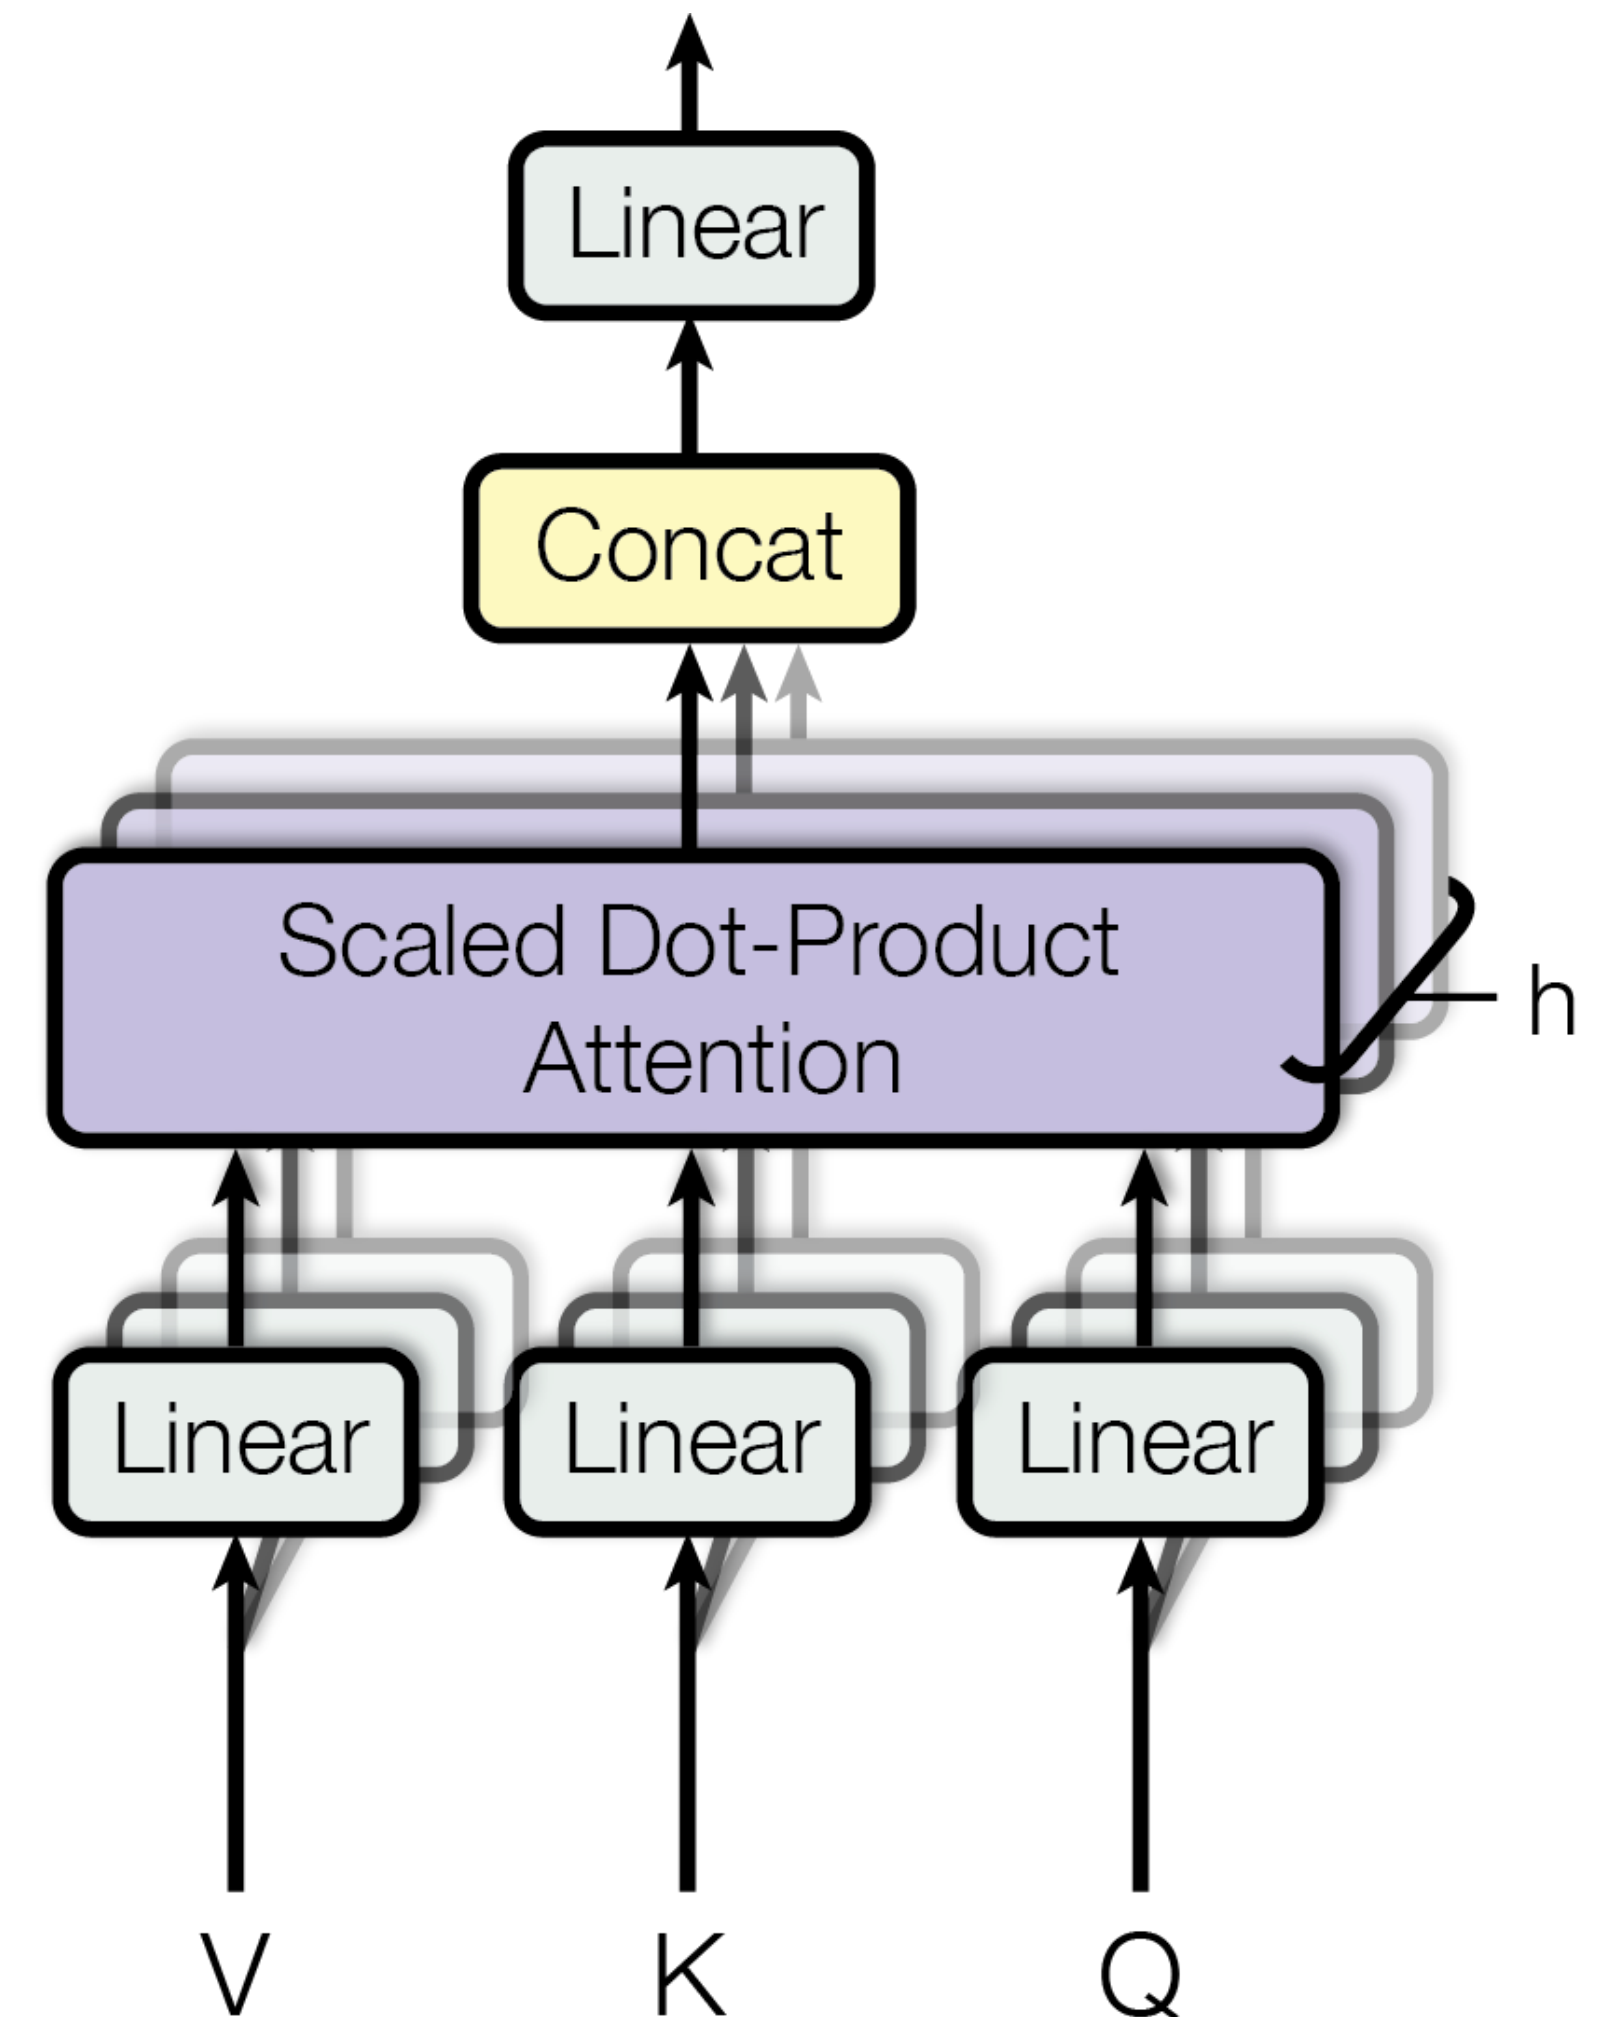 Linear
Concat
Scaled Dot-Product
Attention
h
Linear
Linear
Linear
V
K
Q